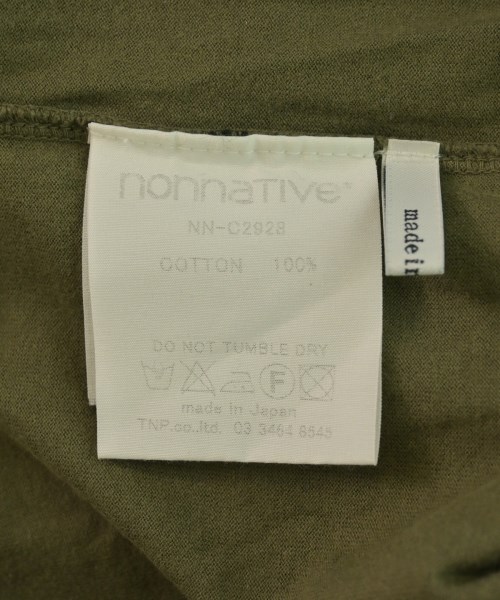 nonnative
NN-C2928
COTTON 100%
DO NOT TUMBLE DRY
F
made in Japan
TNP.co.,ltd. 03 3464 8545
made in